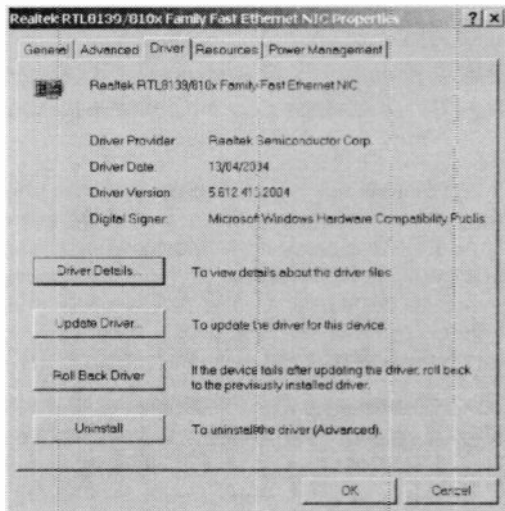 Realtek RTL8139/810x Family Fast Ethernet NIC Properties
General Advanced Driver Resources Power Management
Realtek RTL8139/810x Family Fast Ethernet NIC
Driver Provider: Realtek Semiconductor Corp.
Driver Date: 13/04/2004
Driver Version: 5.612.413.2004
Digital Signer: Microsoft Windows Hardware Compatibility Publis
Driver Details... To view details about the driver files.
Update Driver... To update the driver for this device.
Roll Back Driver If the device fails after updating the driver, roll back
to the previously installed driver.
Uninstall To uninstall the driver (Advanced).
OK Cancel